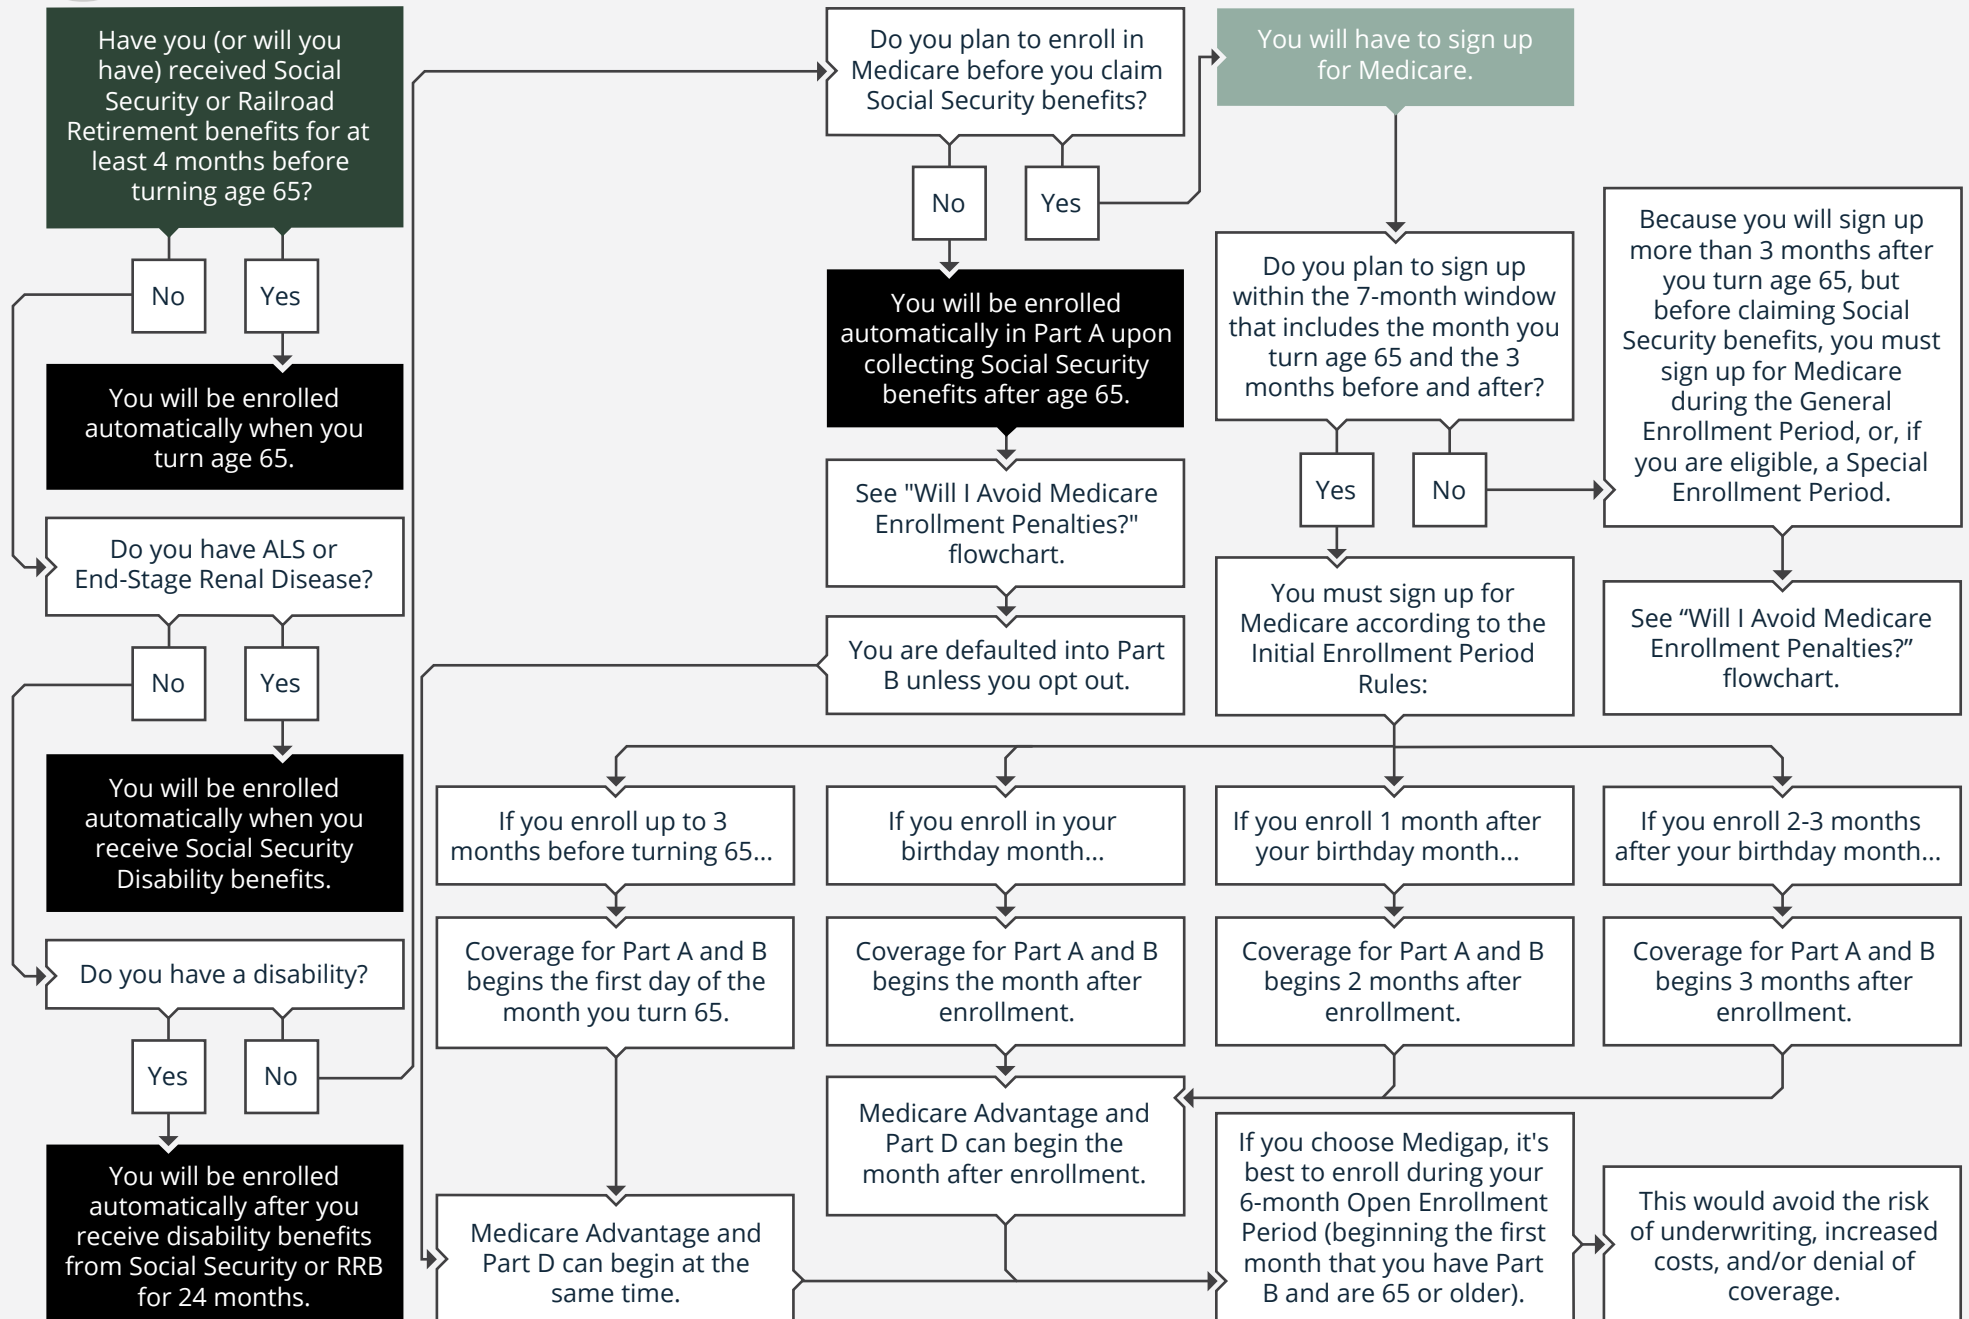 Have you (or will you
have) received Social
Security or Railroad
Retirement benefits for at
least 4 months before
turning age 65?
No
Yes
You will be enrolled
automatically when you
turn age 65.
Do you have ALS or
End-Stage Renal Disease?
No
Yes
You will be enrolled
automatically when you
receive Social Security
Disability benefits.
Do you have a disability?
Yes
No
You will be enrolled
automatically after you
receive disability benefits
from Social Security or RRB
for 24 months.
Do you plan to enroll in
Medicare before you claim
Social Security benefits?
No
Yes
You will be enrolled
automatically in Part A upon
collecting Social Security
benefits after age 65.
See "Will I Avoid Medicare
Enrollment Penalties?"
flowchart.
You are defaulted into Part
B unless you opt out.
You will have to sign up
for Medicare.
Do you plan to sign up
within the 7-month window
that includes the month you
turn age 65 and the 3
months before and after?
Yes
No
Because you will sign up
more than 3 months after
you turn age 65, but
before claiming Social
Security benefits, you must
sign up for Medicare
during the General
Enrollment Period, or, if
you are eligible, a Special
Enrollment Period.
See “Will I Avoid Medicare
Enrollment Penalties?”
flowchart.
You must sign up for
Medicare according to the
Initial Enrollment Period
Rules:
If you enroll up to 3
months before turning 65...
Coverage for Part A and B
begins the first day of the
month you turn 65.
Medicare Advantage and
Part D can begin at the
same time.
If you enroll in your
birthday month...
Coverage for Part A and B
begins the month after
enrollment.
Medicare Advantage and
Part D can begin the
month after enrollment.
If you enroll 1 month after
your birthday month...
Coverage for Part A and B
begins 2 months after
enrollment.
If you enroll 2-3 months
after your birthday month...
Coverage for Part A and B
begins 3 months after
enrollment.
If you choose Medigap, it's
best to enroll during your
6-month Open Enrollment
Period (beginning the first
month that you have Part
B and are 65 or older).
This would avoid the risk
of underwriting, increased
costs, and/or denial of
coverage.